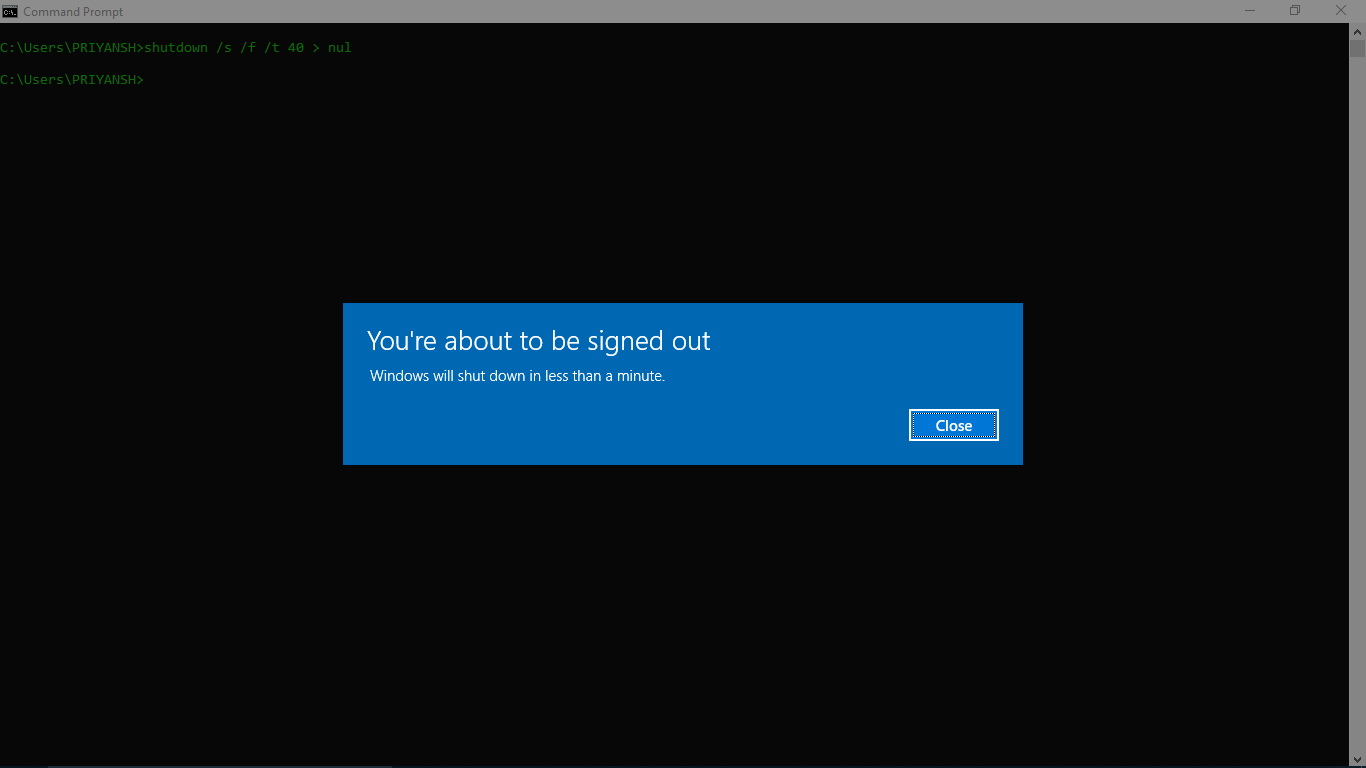 Command Prompt
C:\Users\PRIYANSH>shutdown /s /f /t 40 > nul
C:\Users\PRIYANSH>
You're about to be signed out
Windows will shut down in less than a minute.
Close